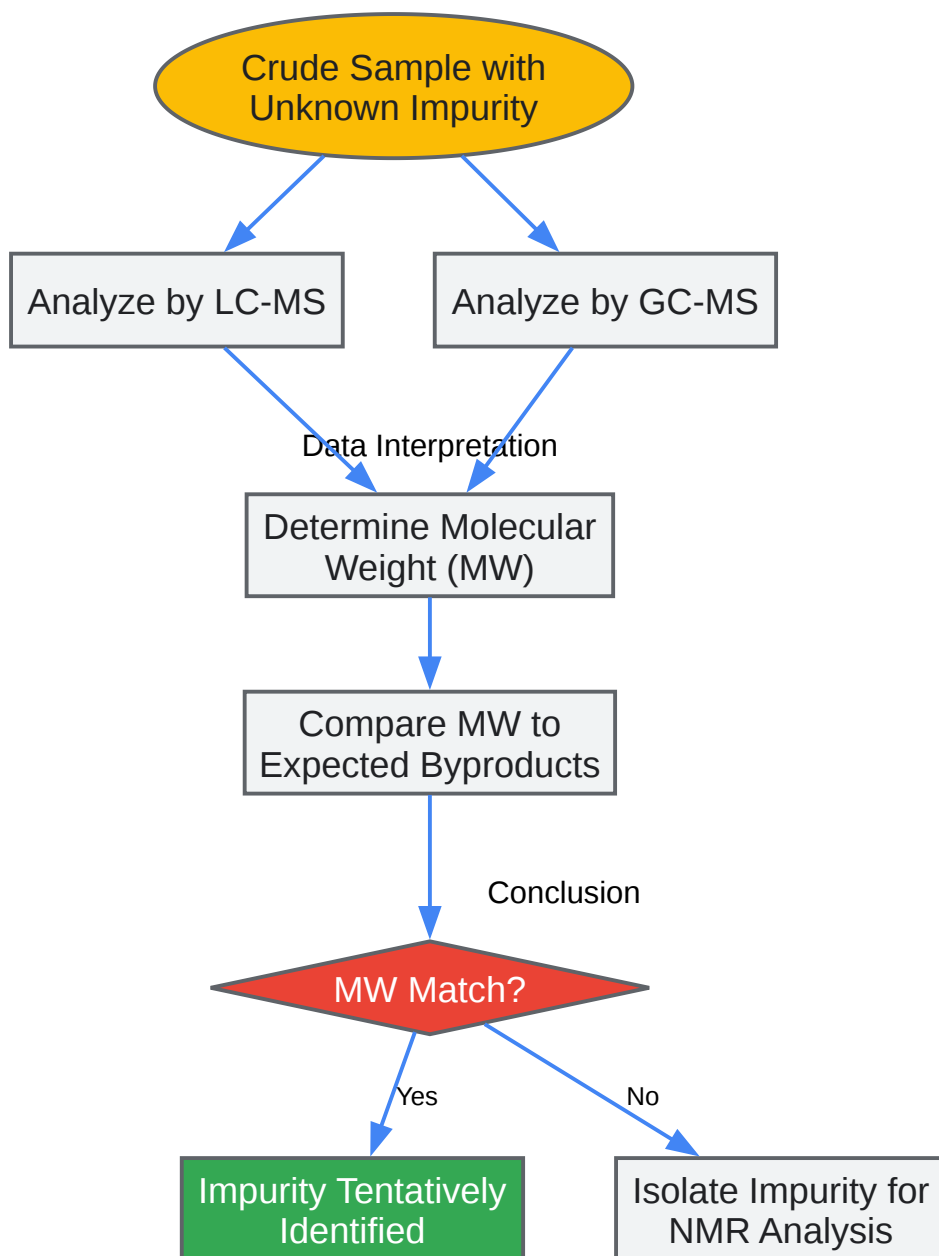 Crude Sample with
Unknown Impurity
Analyze by LC-MS
Analyze by GC-MS
Data Interpretation
Determine Molecular
Weight (MW)
Compare MW to
Expected Byproducts
Conclusion
MW Match?
Yes
No
Impurity Tentatively
Identified
Isolate Impurity for
NMR Analysis